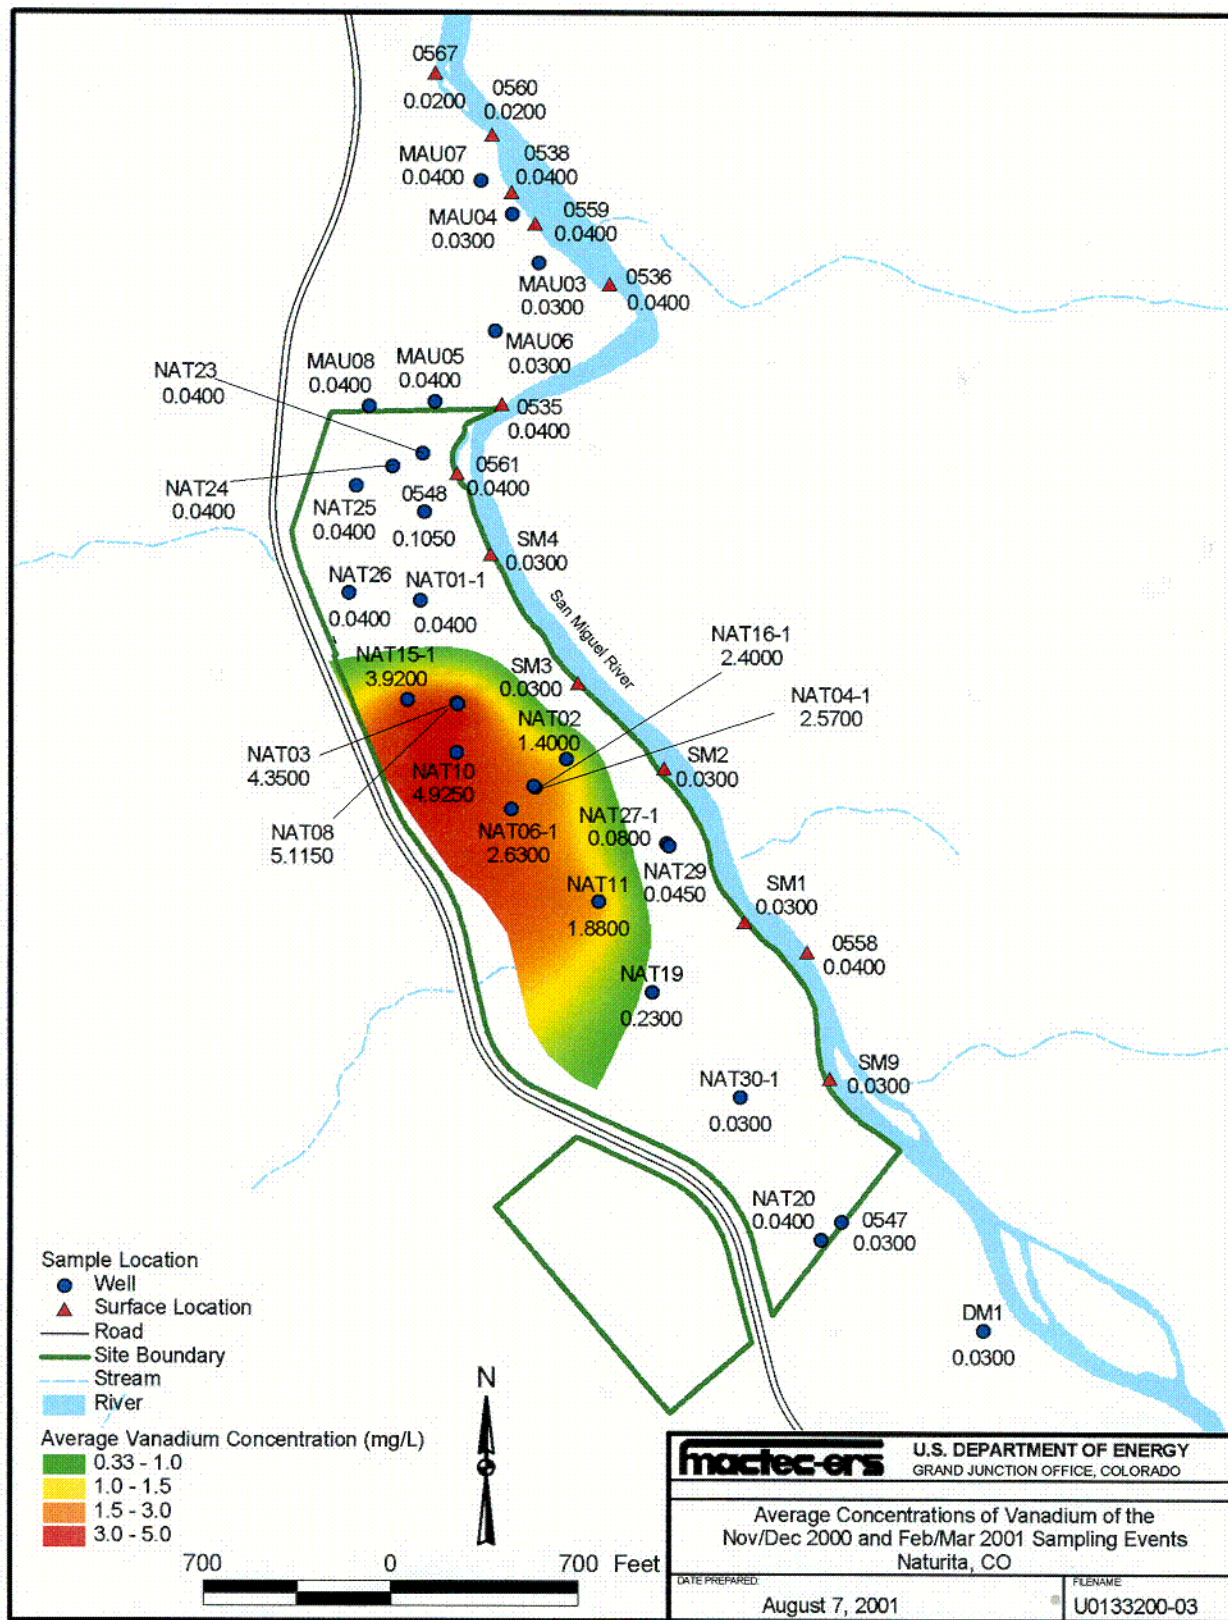 0567
0.0200
0560
0.0200
MAU07
0.0400
0538
0.0400
MAU04
0.0300
0559
0.0400
MAU03
0.0300
0536
0.0400
MAU06
0.0300
NAT23
0.0400
MAU08
0.0400
MAU05
0.0400
0535
0.0400
NAT24
0.0400
NAT25
0.0400
0548
0.1050
0561
0.0400
SM4
0.0300
NAT26
0.0400
NAT01-1
0.0400
San Miguel River
NAT16-1
2.4000
NAT15-1
3.9200
SM3
0.0300
NAT04-1
2.5700
NAT02
1.4000
NAT03
4.3500
NAT10
4.9250
SM2
0.0300
NAT08
5.1150
NAT06-1
2.6300
NAT27-1
0.0800
NAT29
0.0450
NAT11
1.8800
SM1
0.0300
0558
0.0400
NAT19
0.2300
SM9
0.0300
NAT30-1
0.0300
NAT20
0.0400
0547
0.0300
DM1
0.0300
Sample Location
Well
Surface Location
Road
Site Boundary
Stream
River
Average Vanadium Concentration (mg/L)
0.33 - 1.0
1.0 - 1.5
1.5 - 3.0
3.0 - 5.0
N
700 0 700 Feet
mactec-ers
U.S. DEPARTMENT OF ENERGY
GRAND JUNCTION OFFICE, COLORADO
Average Concentrations of Vanadium of the
Nov/Dec 2000 and Feb/Mar 2001 Sampling Events
Naturita, CO
DATE PREPARED:
August 7, 2001
FILENAME
U0133200-03